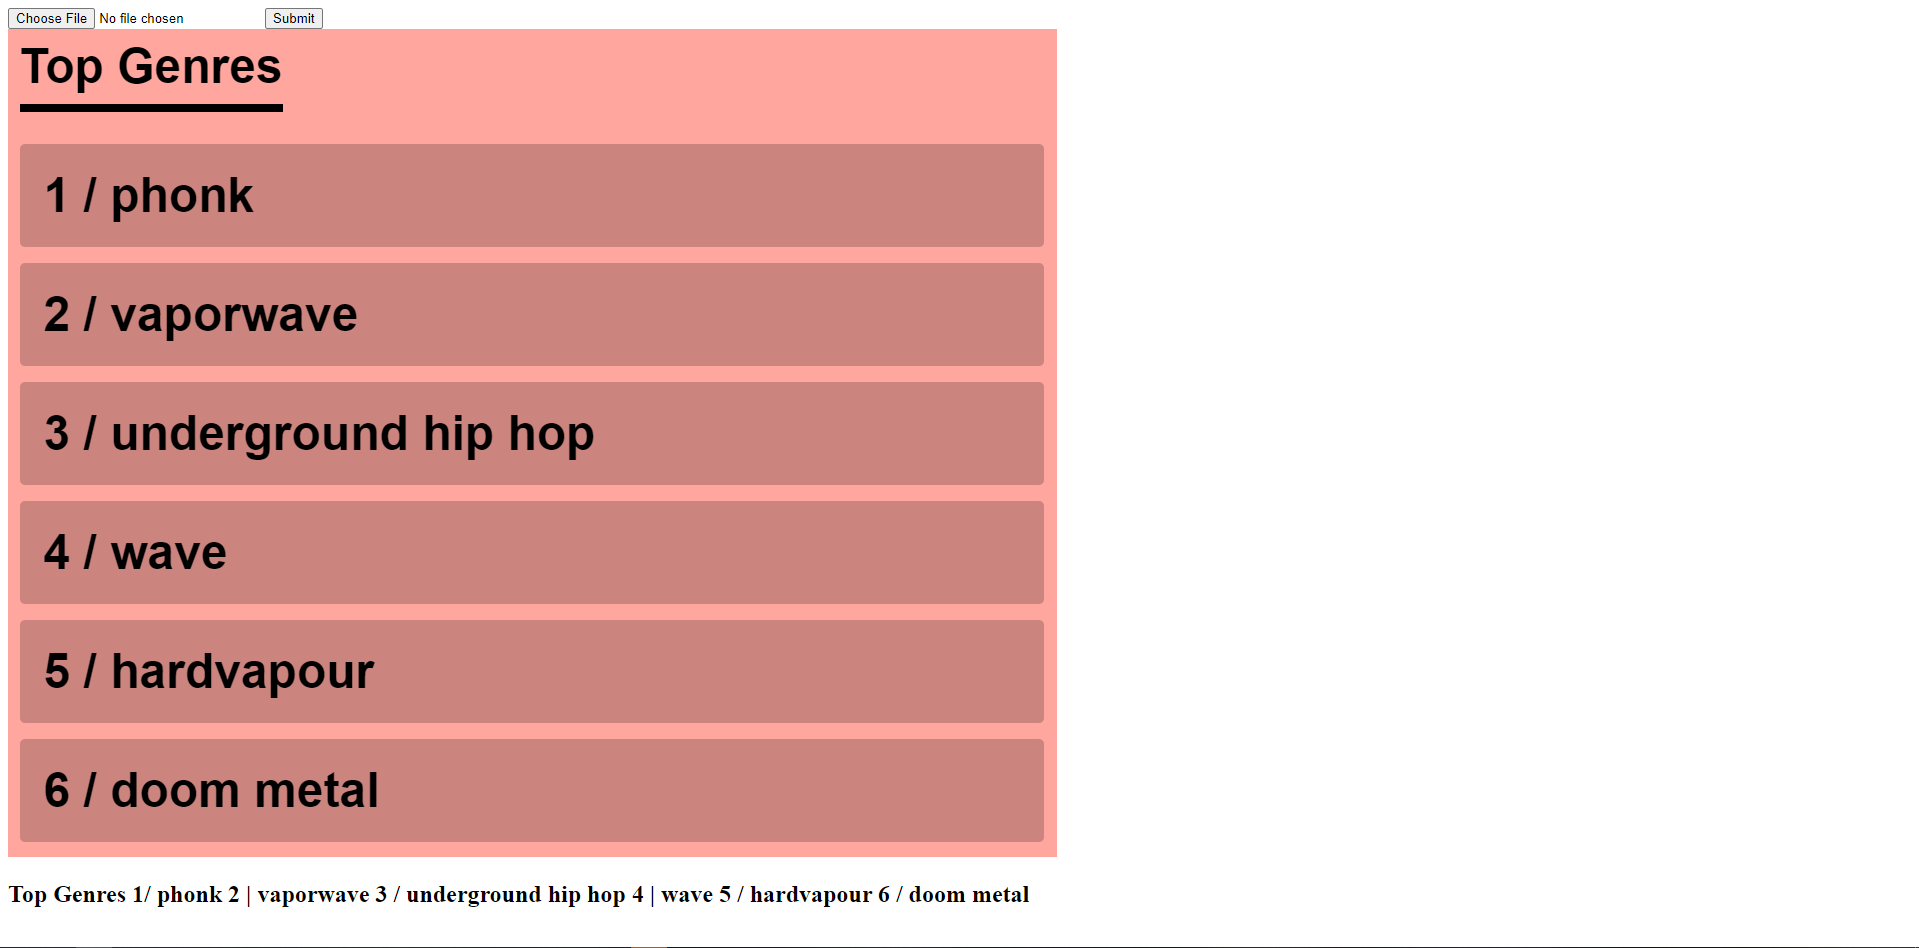 Choose File No file chosen Submit
Top Genres
1 / phonk
2 / vaporwave
3 / underground hip hop
4 / wave
5 / hardvapour
6 / doom metal
Top Genres 1/ phonk 2 | vaporwave 3 / underground hip hop 4 | wave 5 / hardvapour 6 / doom metal